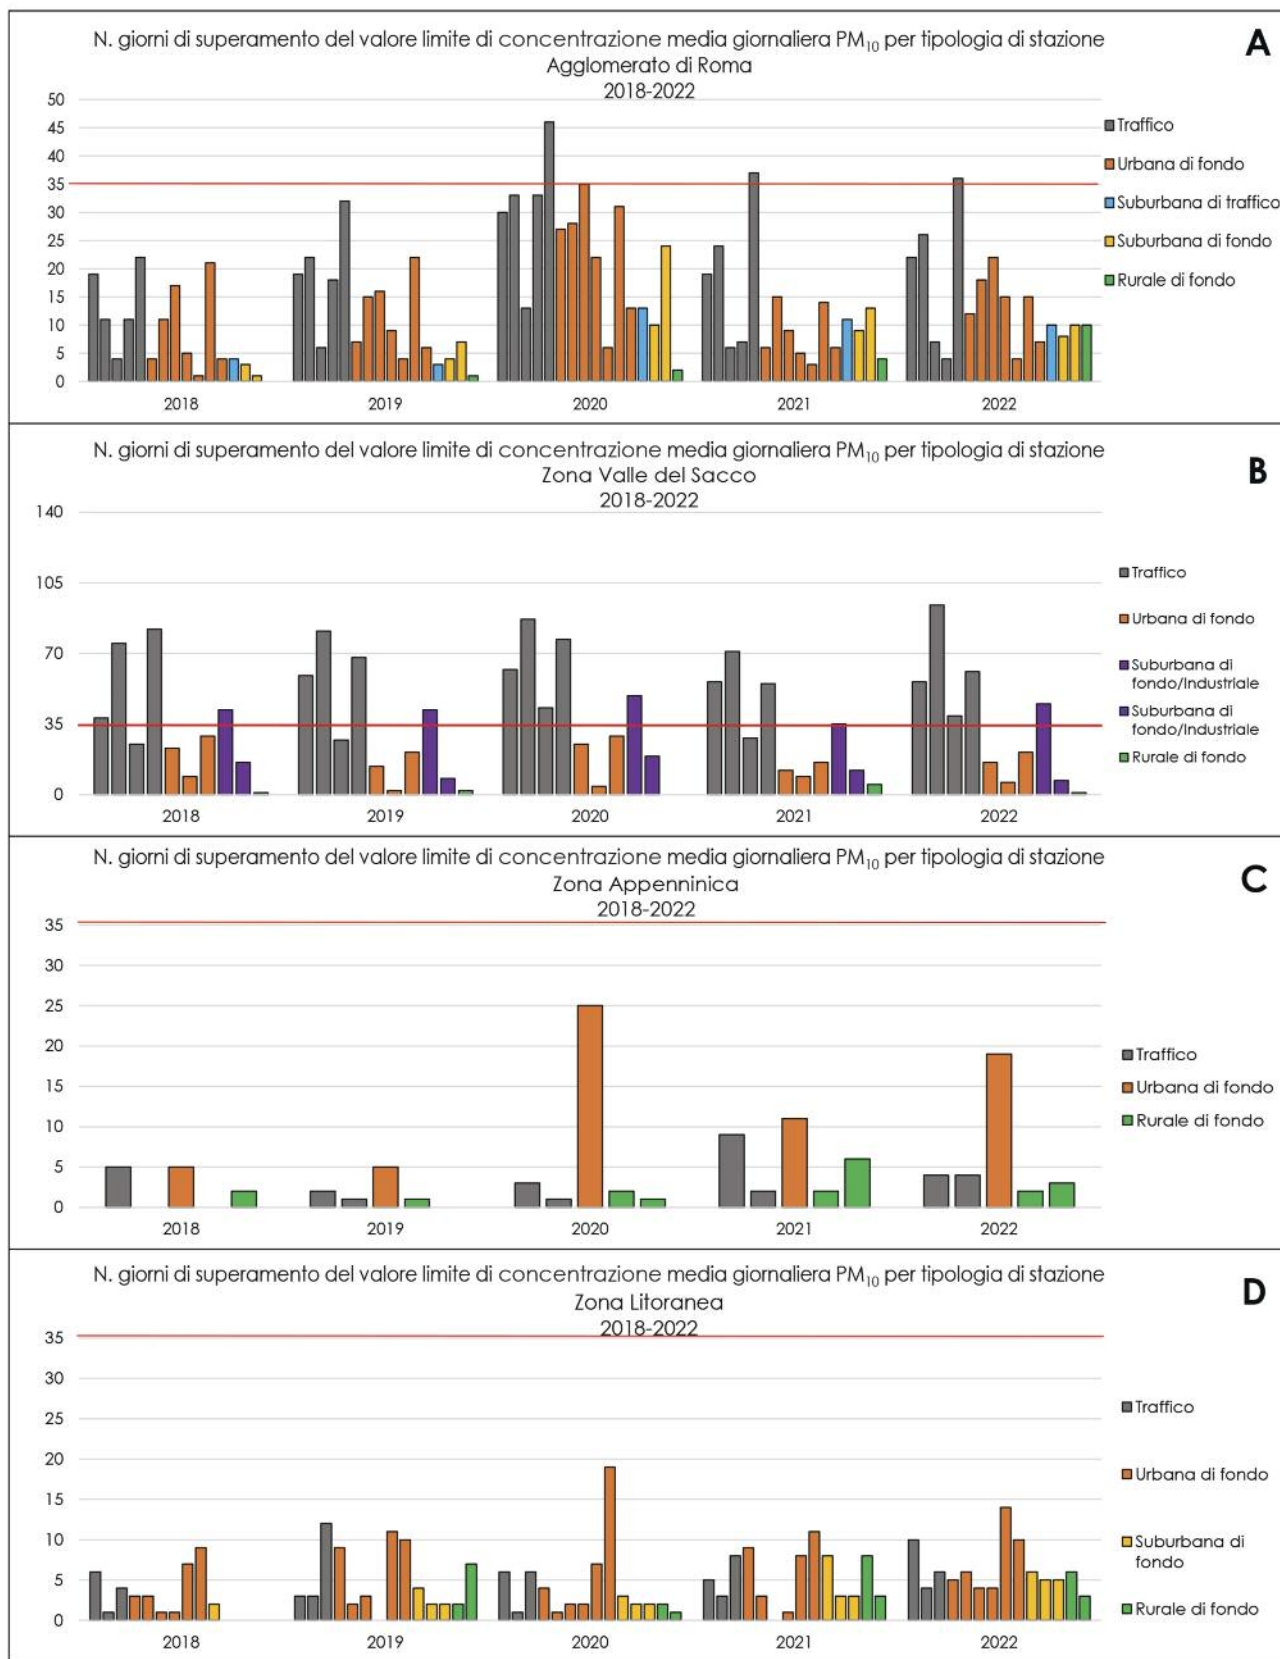 N. giorni di superamento del valore limite di concentrazione media giornaliera PM₁₀ per tipologia di stazione
A
Agglomerato di Roma
2018-2022
50
45
40
35
30
25
20
15
10
5
0
2018
2019
2020
2021
2022
Traffico
Urbana di fondo
Suburbana di traffico
Suburbana di fondo
Rurale di fondo
N. giorni di superamento del valore limite di concentrazione media giornaliera PM₁₀ per tipologia di stazione
B
Zona Valle del Sacco
2018-2022
140
105
70
35
0
2018
2019
2020
2021
2022
Traffico
Urbana di fondo
Suburbana di
fondo/Industriale
Suburbana di
fondo/Industriale
Rurale di fondo
N. giorni di superamento del valore limite di concentrazione media giornaliera PM₁₀ per tipologia di stazione
C
Zona Appenninica
2018-2022
35
30
25
20
15
10
5
0
2018
2019
2020
2021
2022
Traffico
Urbana di fondo
Rurale di fondo
N. giorni di superamento del valore limite di concentrazione media giornaliera PM₁₀ per tipologia di stazione
D
Zona Litoranea
2018-2022
35
30
25
20
15
10
5
0
2018
2019
2020
2021
2022
Traffico
Urbana di fondo
Suburbana di
fondo
Rurale di fondo